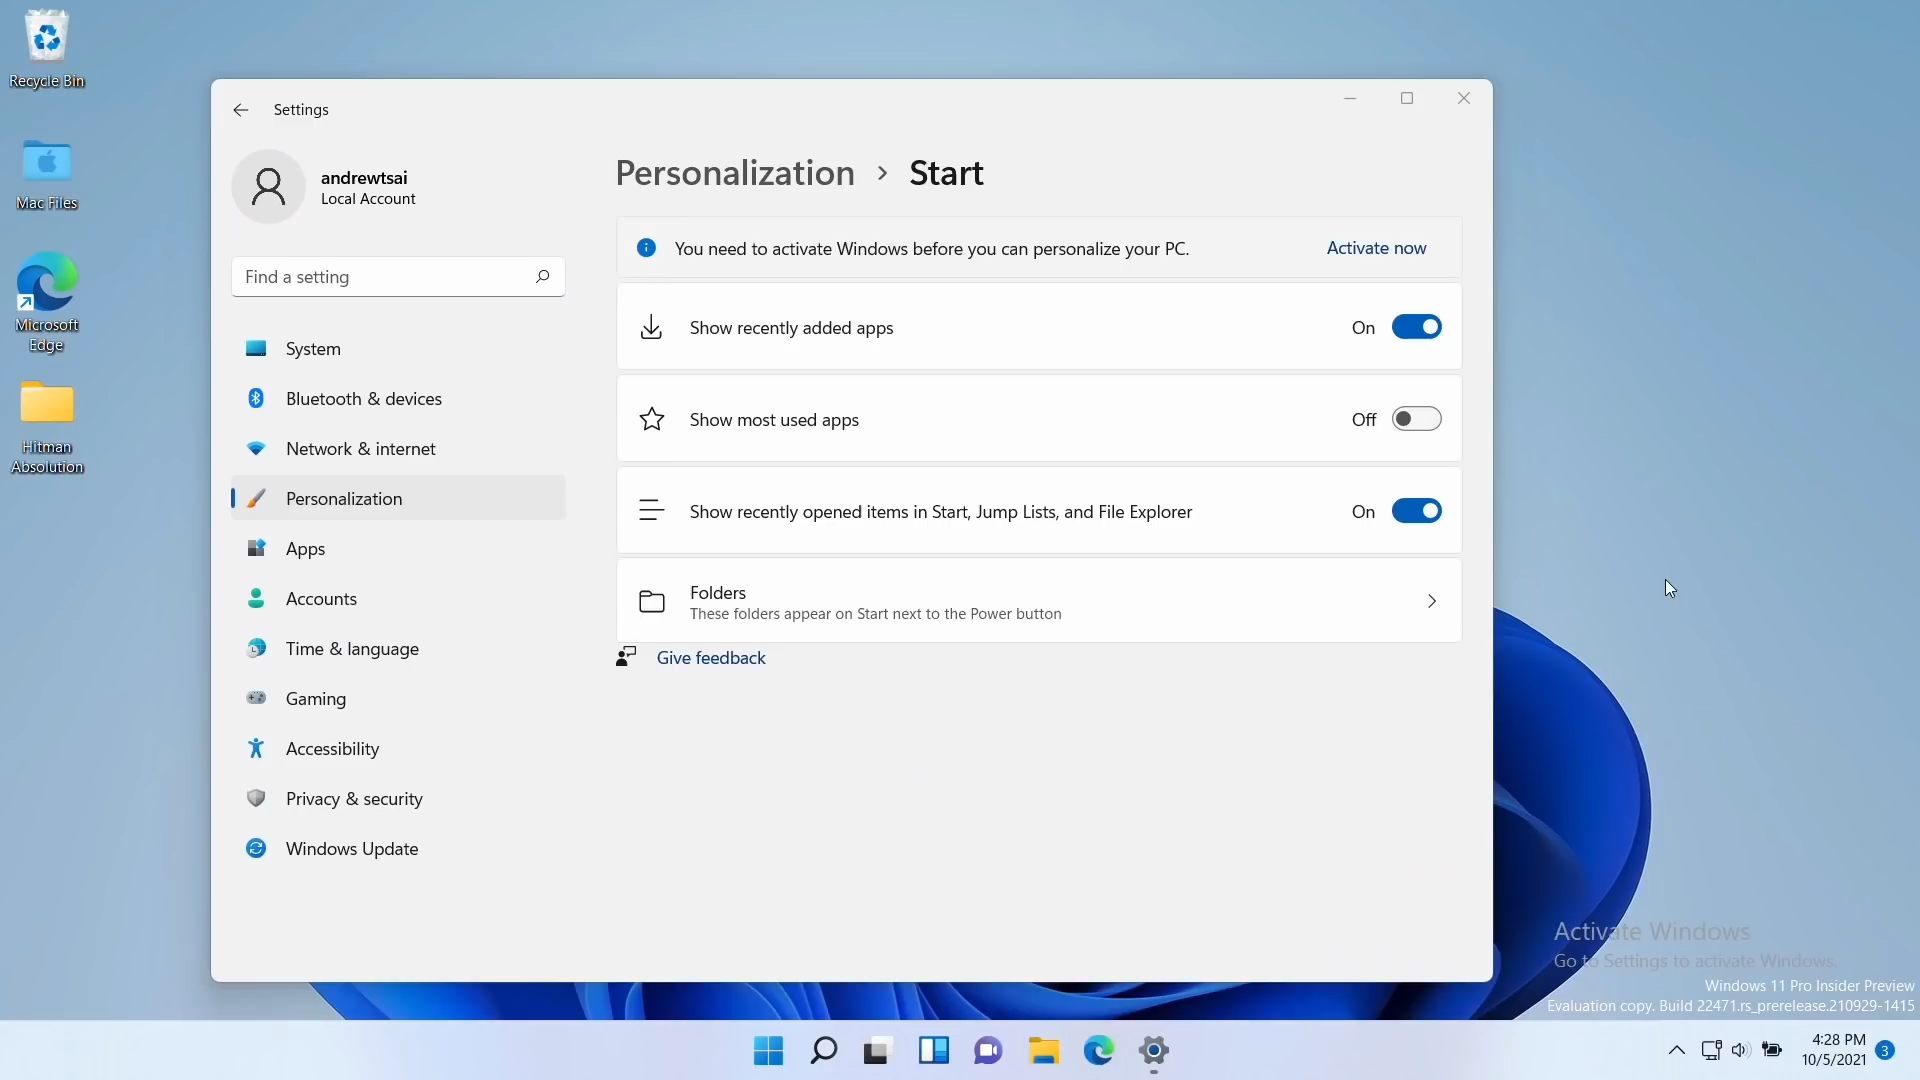 Recycle Bin
Mac Files
Microsoft
Edge
Hitman
Absolution
Settings
andrewtsai
Local Account
Find a setting
System
Bluetooth & devices
Network & internet
Personalization
Apps
Accounts
Time & language
Gaming
Accessibility
Privacy & security
Windows Update
Personalization > Start
You need to activate Windows before you can personalize your PC. Activate now
Show recently added apps On
Show most used apps Off
Show recently opened items in Start, Jump Lists, and File Explorer On
Folders
These folders appear on Start next to the Power button
Give feedback
Activate Windows
Go to Settings to activate Windows.
Windows 11 Pro Insider Preview
Evaluation copy. Build 22471.rs_prerelease.210929-1415
4:28 PM
10/5/2021
3